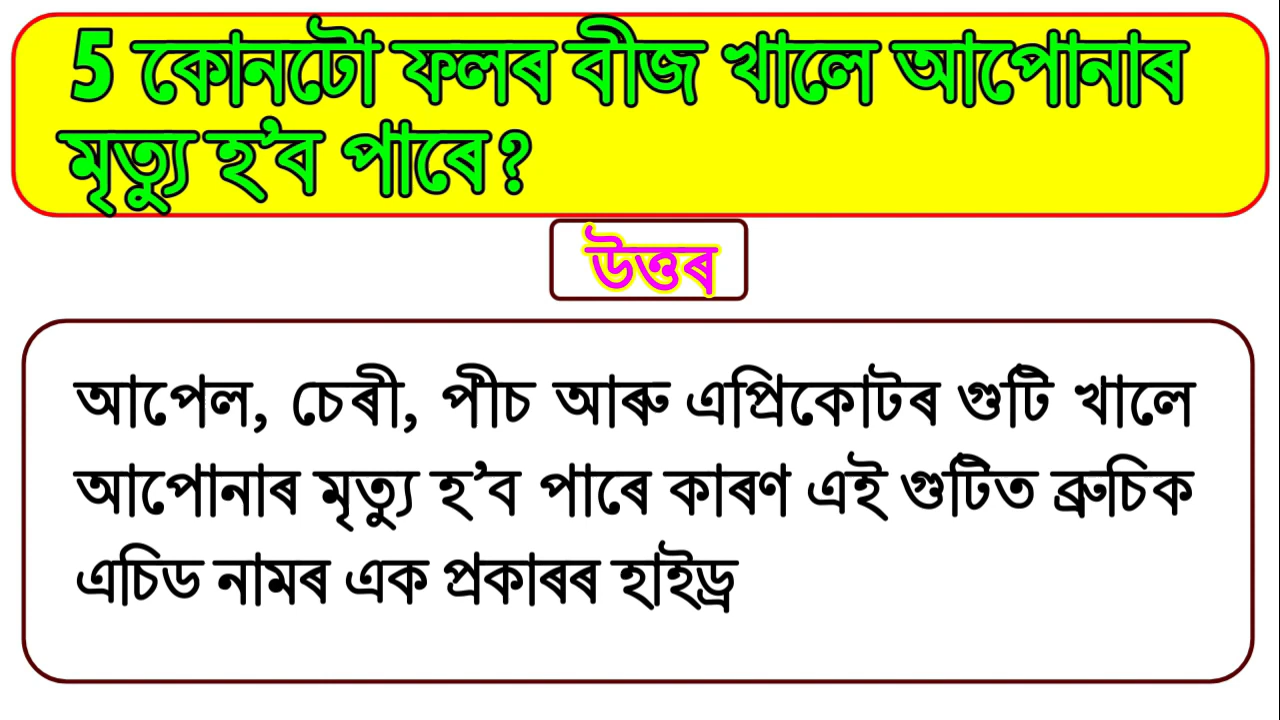 5 কোনটো ফলৰ বীজ খালে আপোনাৰ
মৃত্যু হ'ব পাৰে?
উত্তৰ
আপেল, চেৰী, পীচ আৰু এপ্ৰিকোটৰ গুটি খালে
আপোনাৰ মৃত্যু হ’ব পাৰে কাৰণ এই গুটিত ব্ৰুচিক
এচিড নামৰ এক প্ৰকাৰৰ হাইড্ৰ